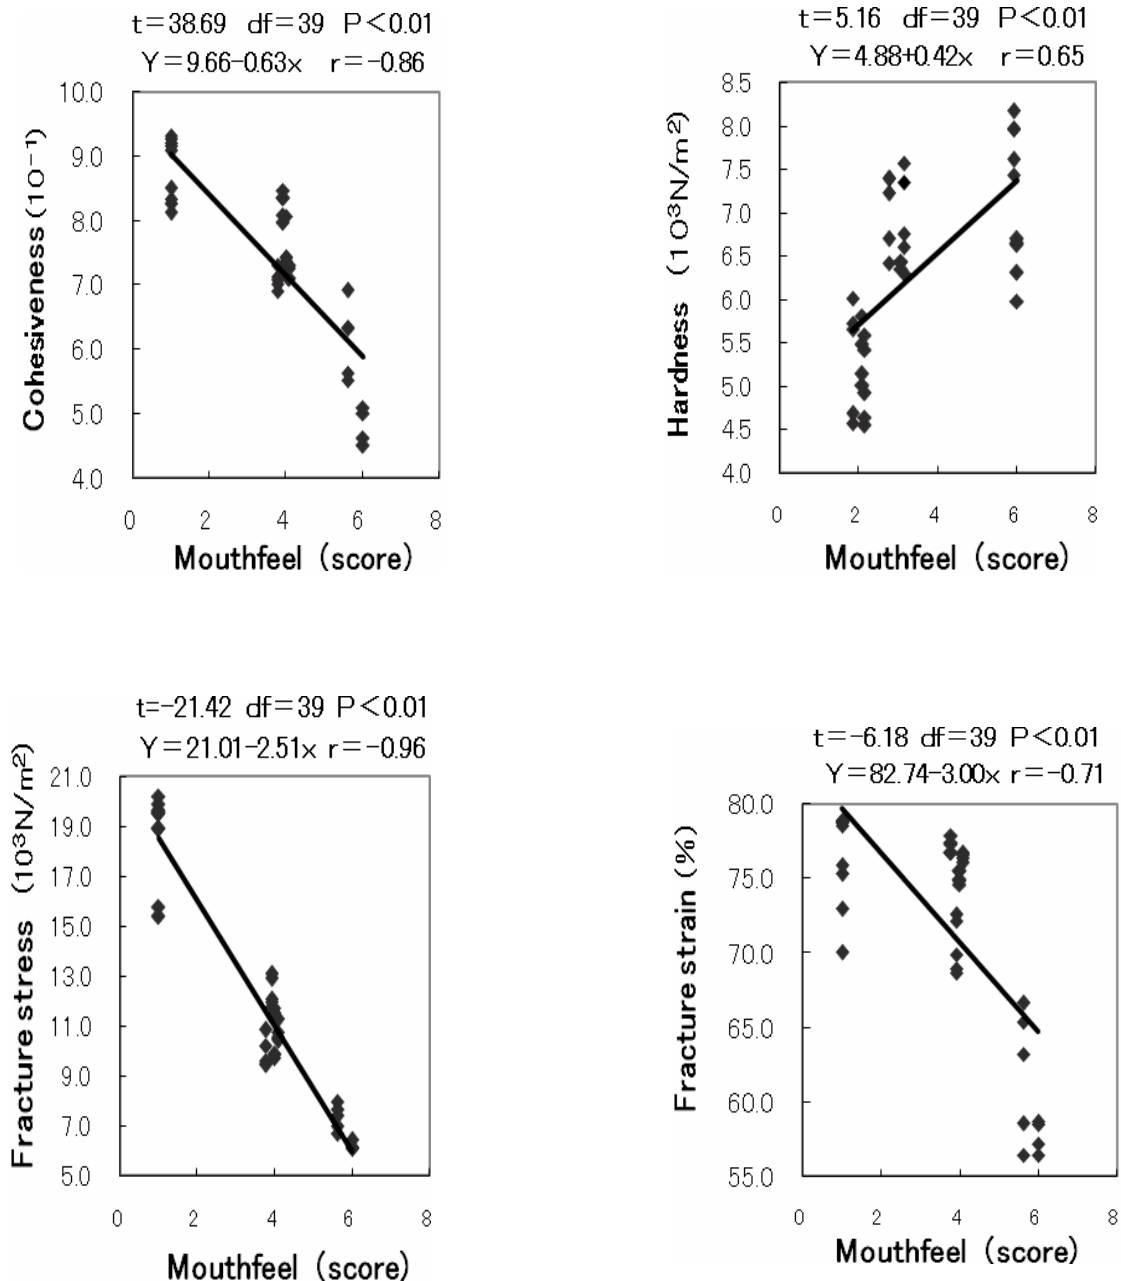 t＝38.69 df＝39 P＜0.01
Y＝9.66-0.63x r＝-0.86
Cohesiveness (10⁻¹)
10.0
9.0
8.0
7.0
6.0
5.0
4.0
0 2 4 6 8
Mouthfeel (score)
t＝5.16 df＝39 P＜0.01
Y＝4.88+0.42x r＝0.65
Hardness (10³N/m²)
8.5
8.0
7.5
7.0
6.5
6.0
5.5
5.0
4.5
4.0
0 2 4 6 8
Mouthfeel (score)
t=-21.42 df＝39 P＜0.01
Y＝21.01-2.51x r＝-0.96
Fracture stress (10³N/m²)
21.0
19.0
17.0
15.0
13.0
11.0
9.0
7.0
5.0
0 2 4 6 8
Mouthfeel (score)
t＝-6.18 df＝39 P＜0.01
Y＝82.74-3.00x r＝-0.71
Fracture strain (%)
80.0
75.0
70.0
65.0
60.0
55.0
0 2 4 6 8
Mouthfeel (score)